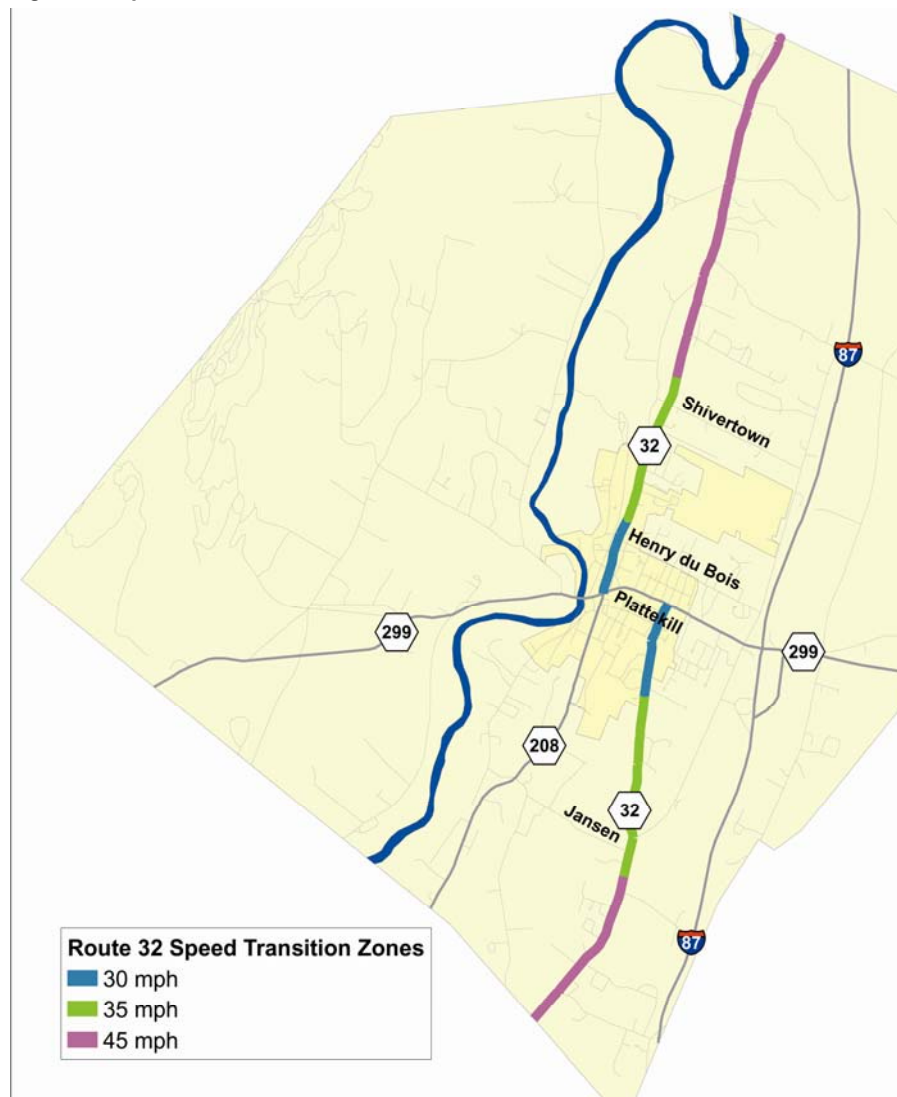 87
Shivertown
32
Henry du Bois
Plattekill
299
299
208
Jansen
32
87
Route 32 Speed Transition Zones
30 mph
35 mph
45 mph